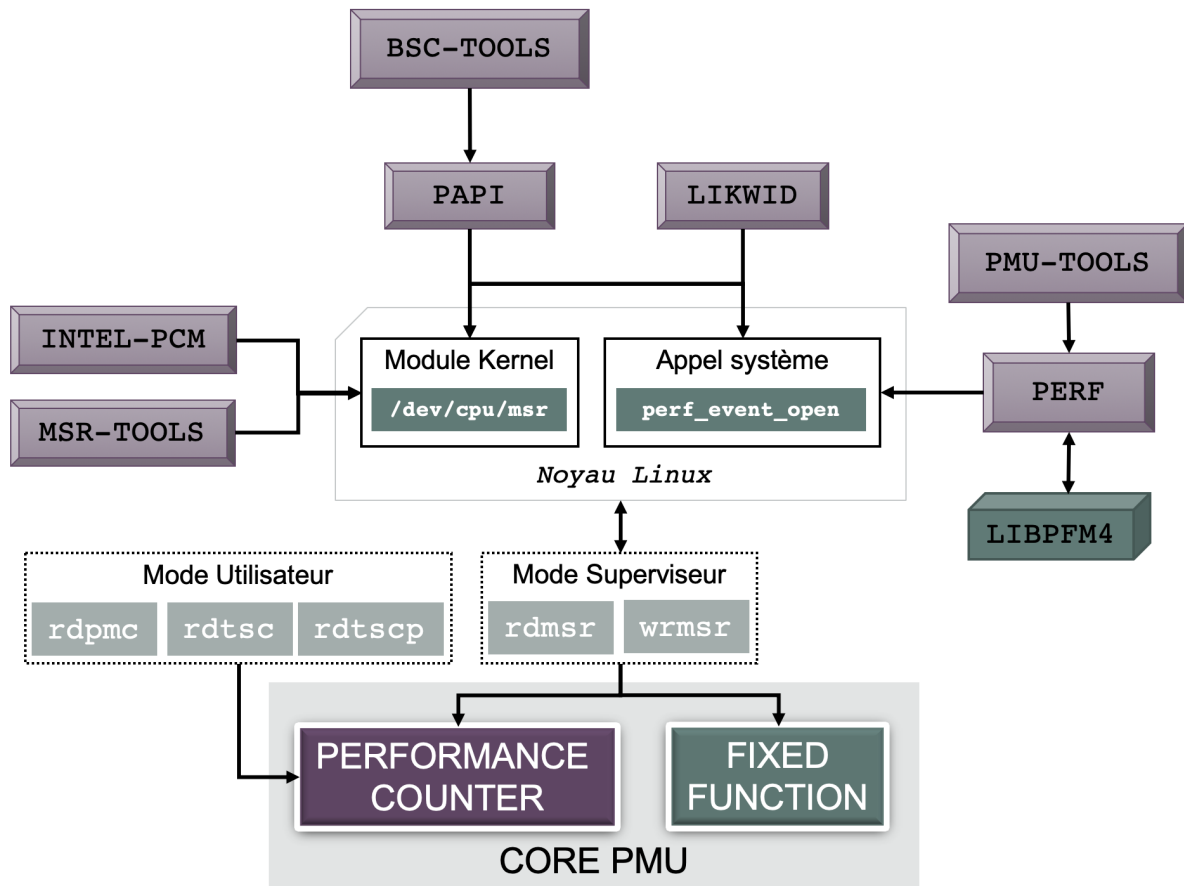 BSC-TOOLS
PAPI
LIKWID
PMU-TOOLS
INTEL-PCM
MSR-TOOLS
Module Kernel
/dev/cpu/msr
Appel système
perf_event_open
PERF
Noyau Linux
LIBPFM4
Mode Utilisateur
rdpmc
rdtsc
rdtscp
Mode Superviseur
rdmsr
wrmsr
PERFORMANCE
COUNTER
FIXED
FUNCTION
CORE PMU